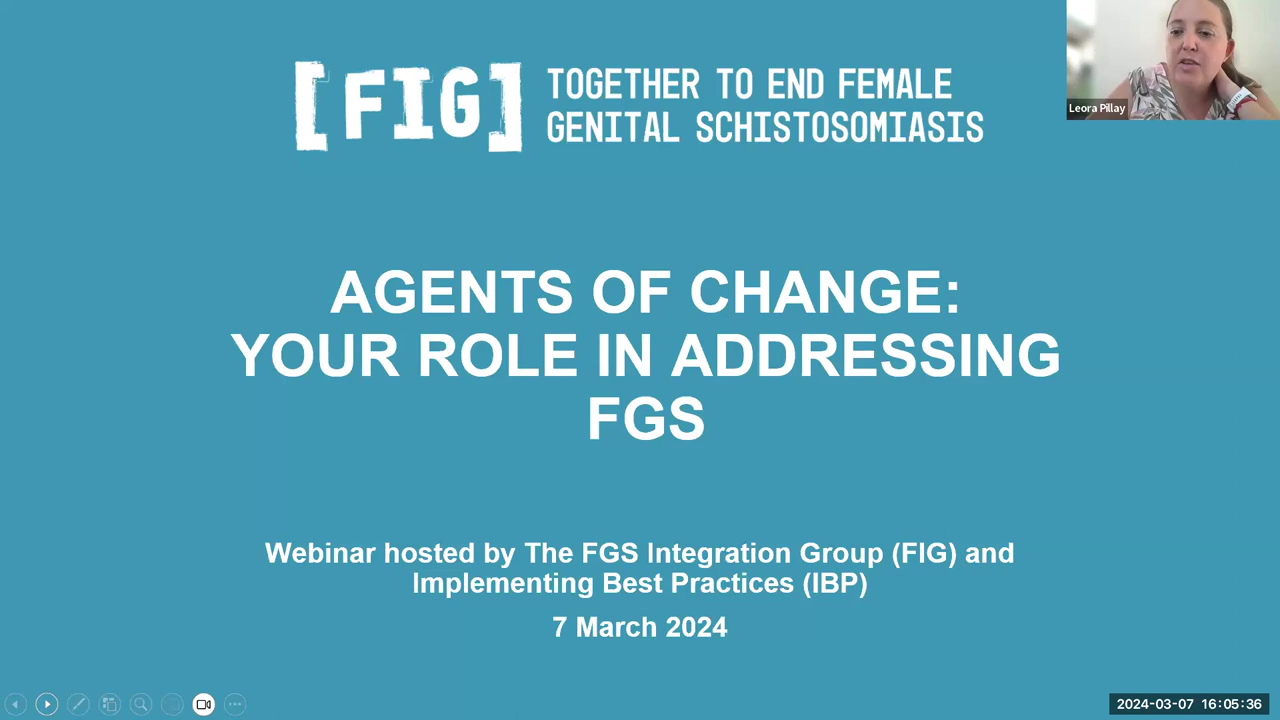 [FIG]
TOGETHER TO END FEMALE
GENITAL SCHISTOSOMIASIS
Leora Pillay
AGENTS OF CHANGE:
YOUR ROLE IN ADDRESSING
FGS
Webinar hosted by The FGS Integration Group (FIG) and
Implementing Best Practices (IBP)
7 March 2024
2024-03-07 16:05:36